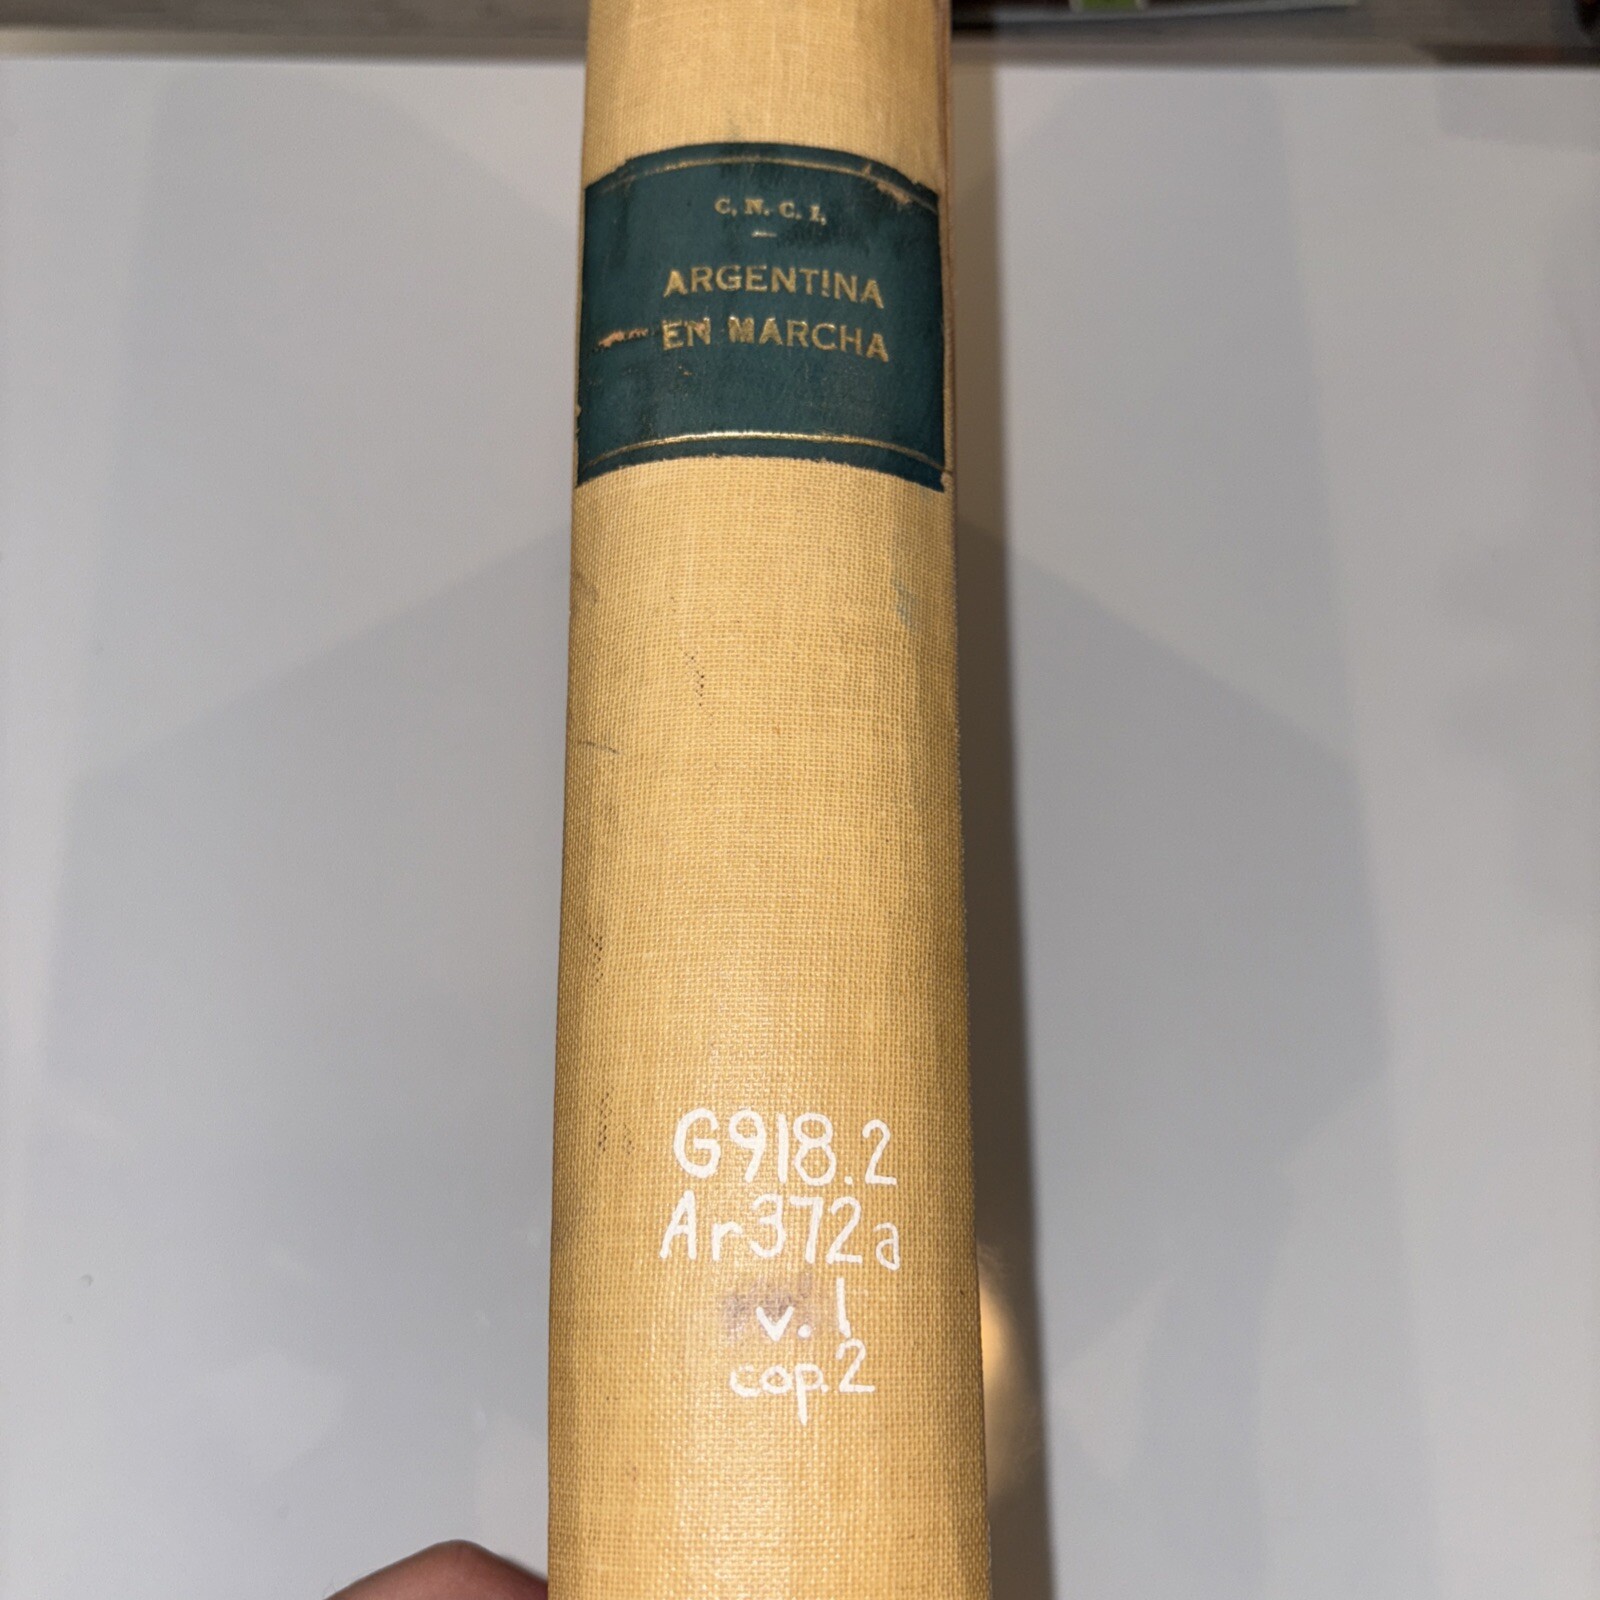 C. N. C. I.
ARGENTINA
EN MARCHA
G918.2
Ar372a
v. 1
cop. 2